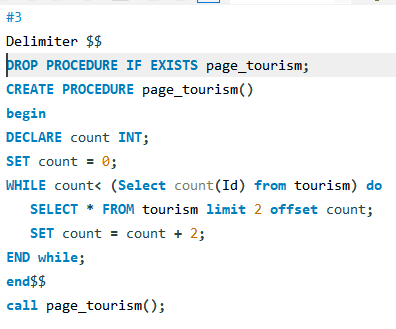 #3
Delimiter $$
DROP PROCEDURE IF EXISTS page_tourism;
CREATE PROCEDURE page_tourism()
begin
DECLARE count INT;
SET count = 0;
WHILE count< (Select count(Id) from tourism) do
   SELECT * FROM tourism limit 2 offset count;
   SET count = count + 2;
END while;
end$$
call page_tourism();